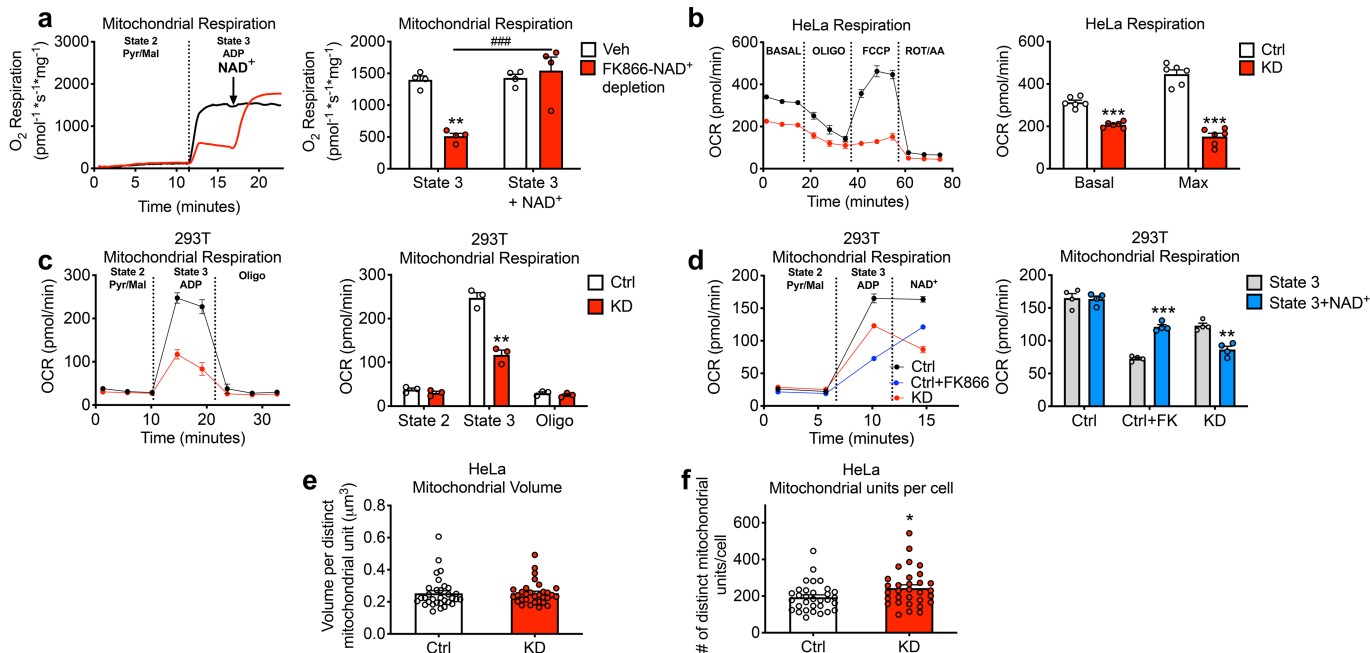 a
Mitochondrial Respiration
State 2
Pyr/Mal
State 3
ADP
NAD⁺
O₂ Respiration
(pmol⁻¹ *s⁻¹*mg⁻¹)
3000
2500
2000
1500
1000
500
0
0 5 10 15 20
Time (minutes)
Mitochondrial Respiration
###
**
O₂ Respiration
(pmol⁻¹ *s⁻¹*mg⁻¹)
2000
1500
1000
500
0
State 3
State 3
+ NAD⁺
Veh
FK866-NAD⁺
depletion
b
HeLa Respiration
BASAL OLIGO FCCP ROT/AA
OCR (pmol/min)
600
400
200
0
0 20 40 60 80
Time (minutes)
HeLa Respiration
OCR (pmol/min)
600
400
200
0
***
***
Basal Max
Ctrl
KD
c
293T
Mitochondrial Respiration
State 2
Pyr/Mal
State 3
ADP
Oligo
OCR (pmol/min)
300
200
100
0
0 10 20 30
Time (minutes)
293T
Mitochondrial Respiration
OCR (pmol/min)
300
200
100
0
**
State 2 State 3 Oligo
Ctrl
KD
d
293T
Mitochondrial Respiration
State 2
Pyr/Mal
State 3
ADP
NAD⁺
OCR (pmol/min)
200
150
100
50
0
0 5 10 15
Time (minutes)
Ctrl
Ctrl+FK866
KD
293T
Mitochondrial Respiration
OCR (pmol/min)
200
150
100
50
0
***
**
Ctrl Ctrl+FK KD
State 3
State 3+NAD⁺
e
HeLa
Mitochondrial Volume
Volume per distinct
mitochondrial unit (μm³)
0.8
0.6
0.4
0.2
0.0
Ctrl KD
f
HeLa
Mitochondrial units per cell
# of distinct mitochondrial
units/cell
600
400
200
0
*
Ctrl KD